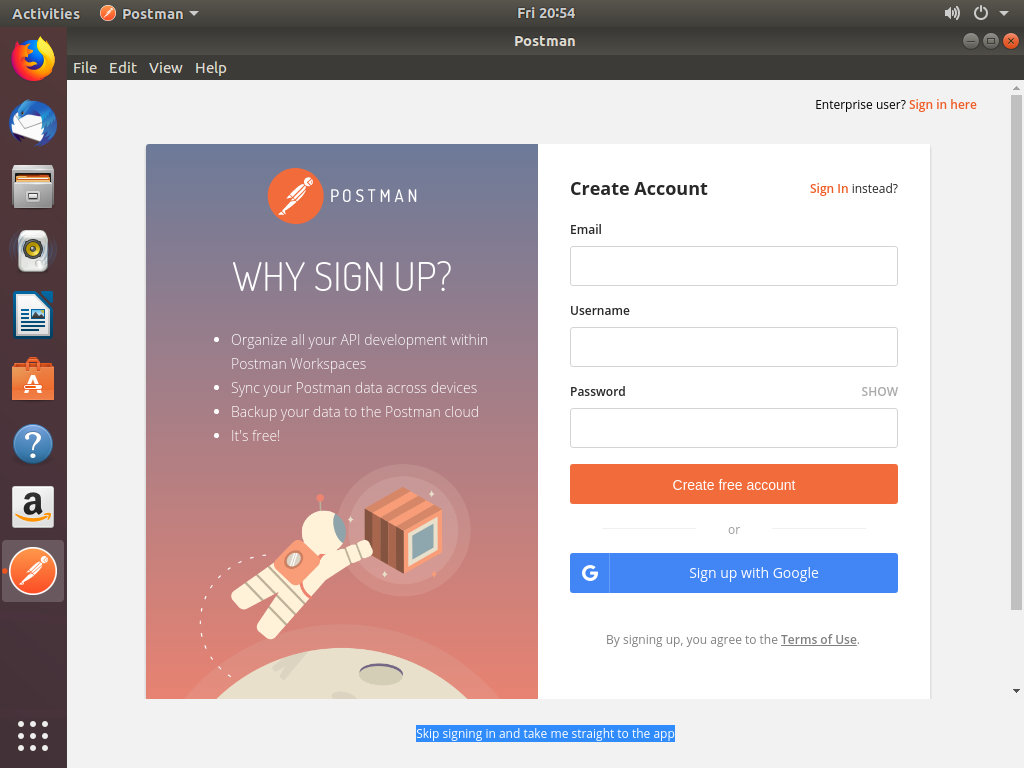 Activities Postman Fri 20:54
Postman
File Edit View Help
Enterprise user? Sign in here
POSTMAN
WHY SIGN UP?
Organize all your API development within
Postman Workspaces
Sync your Postman data across devices
Backup your data to the Postman cloud
It's free!
Create Account Sign In instead?
Email
Username
Password SHOW
Create free account
or
G Sign up with Google
By signing up, you agree to the Terms of Use.
Skip signing in and take me straight to the app